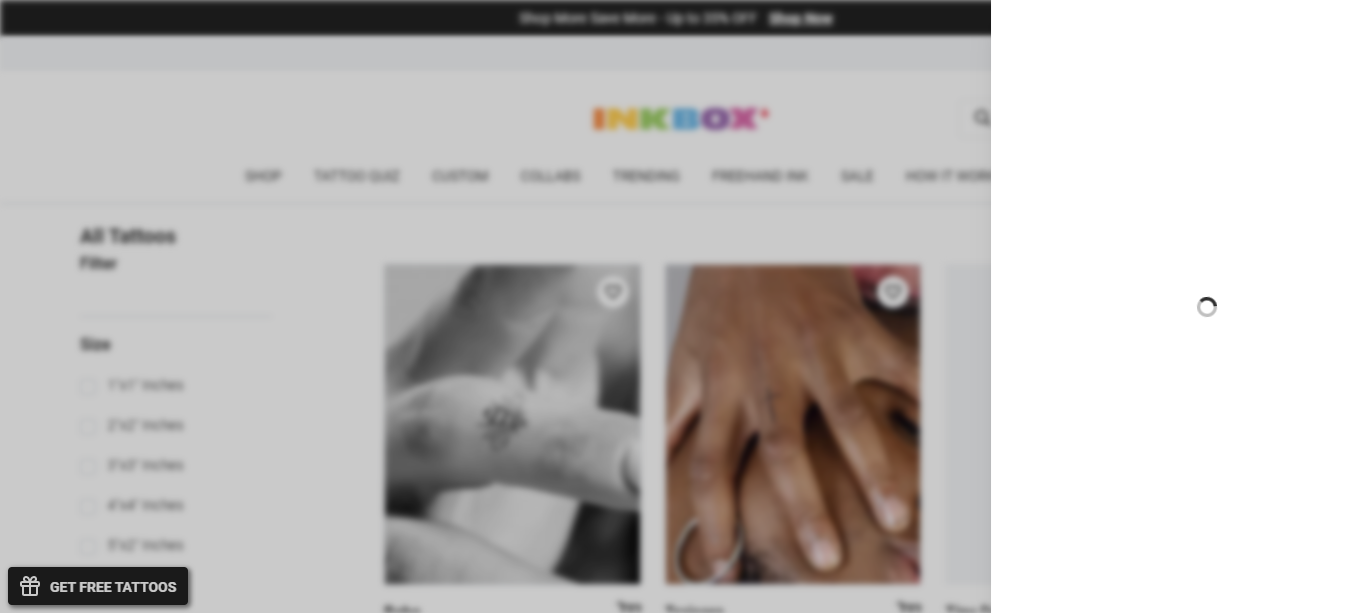 Shop More Save More - Up to 35% OFF Shop Now
INKBOX
SHOP TATTOO QUIZ CUSTOM COLLABS TRENDING FREEHAND INK SALE HOW IT WORK
All Tattoos
Filter
Size
1"x1" Inches
2"x2" Inches
3"x3" Inches
4"x4" Inches
5"x2" Inches
GET FREE TATTOOS